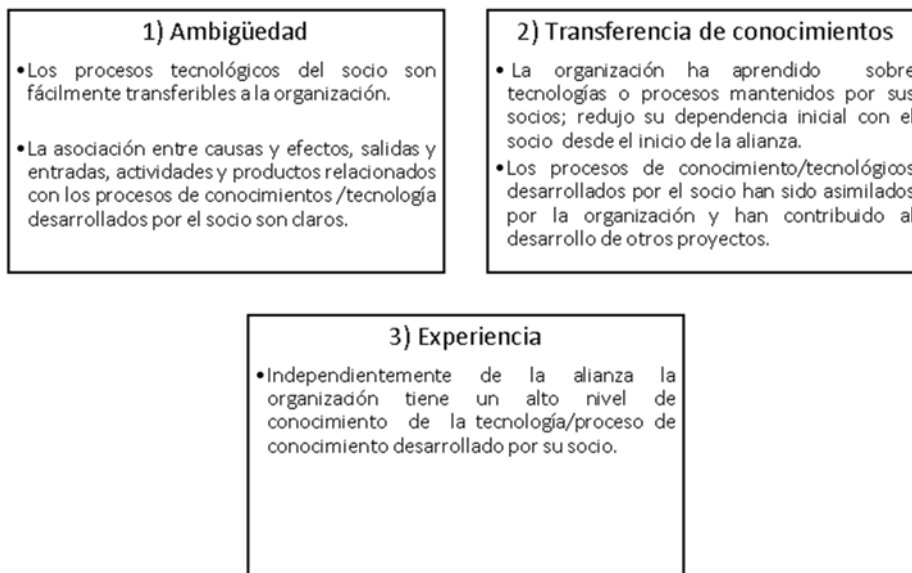 1) Ambigüedad
•Los procesos tecnológicos del socio son
fácilmente transferibles a la organización.
•La asociación entre causas y efectos, salidas y
entradas, actividades y productos relacionados
con los procesos de conocimientos /tecnología
desarrollados por el socio son claros.
2) Transferencia de conocimientos
• La organización ha aprendido sobre
tecnologías o procesos mantenidos por sus
socios; redujo su dependencia inicial con el
socio desde el inicio de la alianza.
•Los procesos de conocimiento/tecnológicos
desarrollados por el socio han sido asimilados
por la organización y han contribuido al
desarrollo de otros proyectos.
3) Experiencia
•Independientemente de la alianza la
organización tiene un alto nivel de
conocimiento de la tecnología/proceso de
conocimiento desarrollado por su socio.